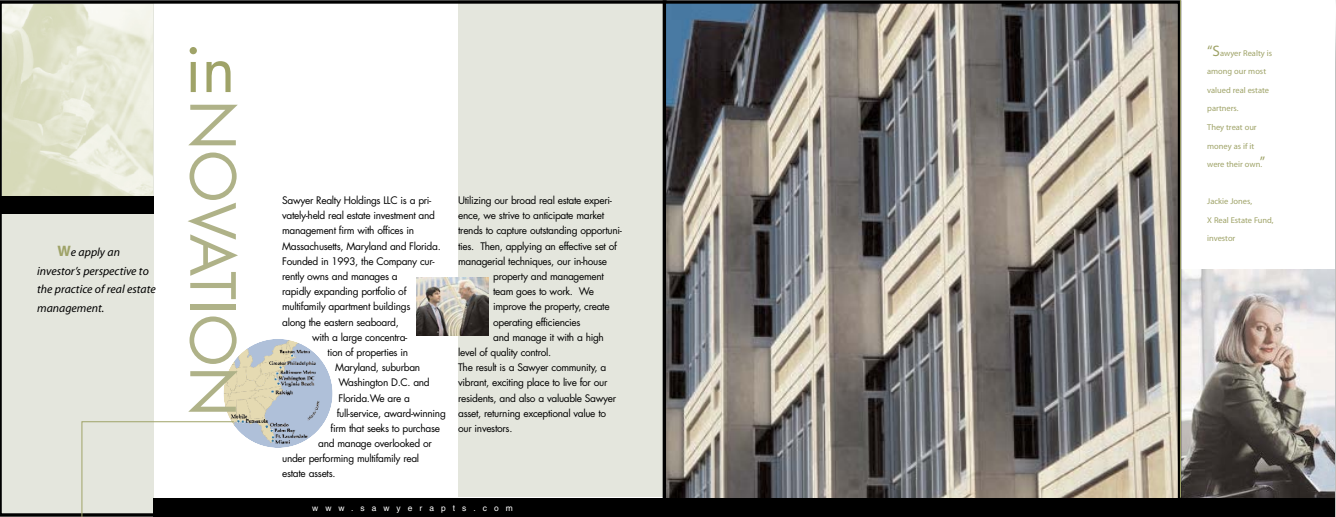 We apply an
investor's perspective to
the practice of real estate
management.
in
NOVATION
Sawyer Realty Holdings LLC is a pri-
vately-held real estate investment and
management firm with offices in
Massachusetts, Maryland and Florida.
Founded in 1993, the Company cur-
rently owns and manages a
rapidly expanding portfolio of
multifamily apartment buildings
along the eastern seaboard,
with a large concentra-
tion of properties in
Maryland, suburban
Washington D.C. and
Florida.We are a
full-service, award-winning
firm that seeks to purchase
and manage overlooked or
under performing multifamily real
estate assets.
Boston Metro
Greater Philadelphia
Baltimore Metro
Washington DC
Virginia Beach
Raleigh
Mobile
Pensacola
Orlando
Palm Bay
Ft. Lauderdale
Miami
Utilizing our broad real estate experi-
ence, we strive to anticipate market
trends to capture outstanding opportuni-
ties. Then, applying an effective set of
managerial techniques, our in-house
property and management
team goes to work. We
improve the property, create
operating efficiencies
and manage it with a high
level of quality control.
The result is a Sawyer community, a
vibrant, exciting place to live for our
residents, and also a valuable Sawyer
asset, returning exceptional value to
our investors.
www.sawyerapts.com
“Sawyer Realty is
among our most
valued real estate
partners.
They treat our
money as if it
were their own.”
Jackie Jones,
X Real Estate Fund,
investor